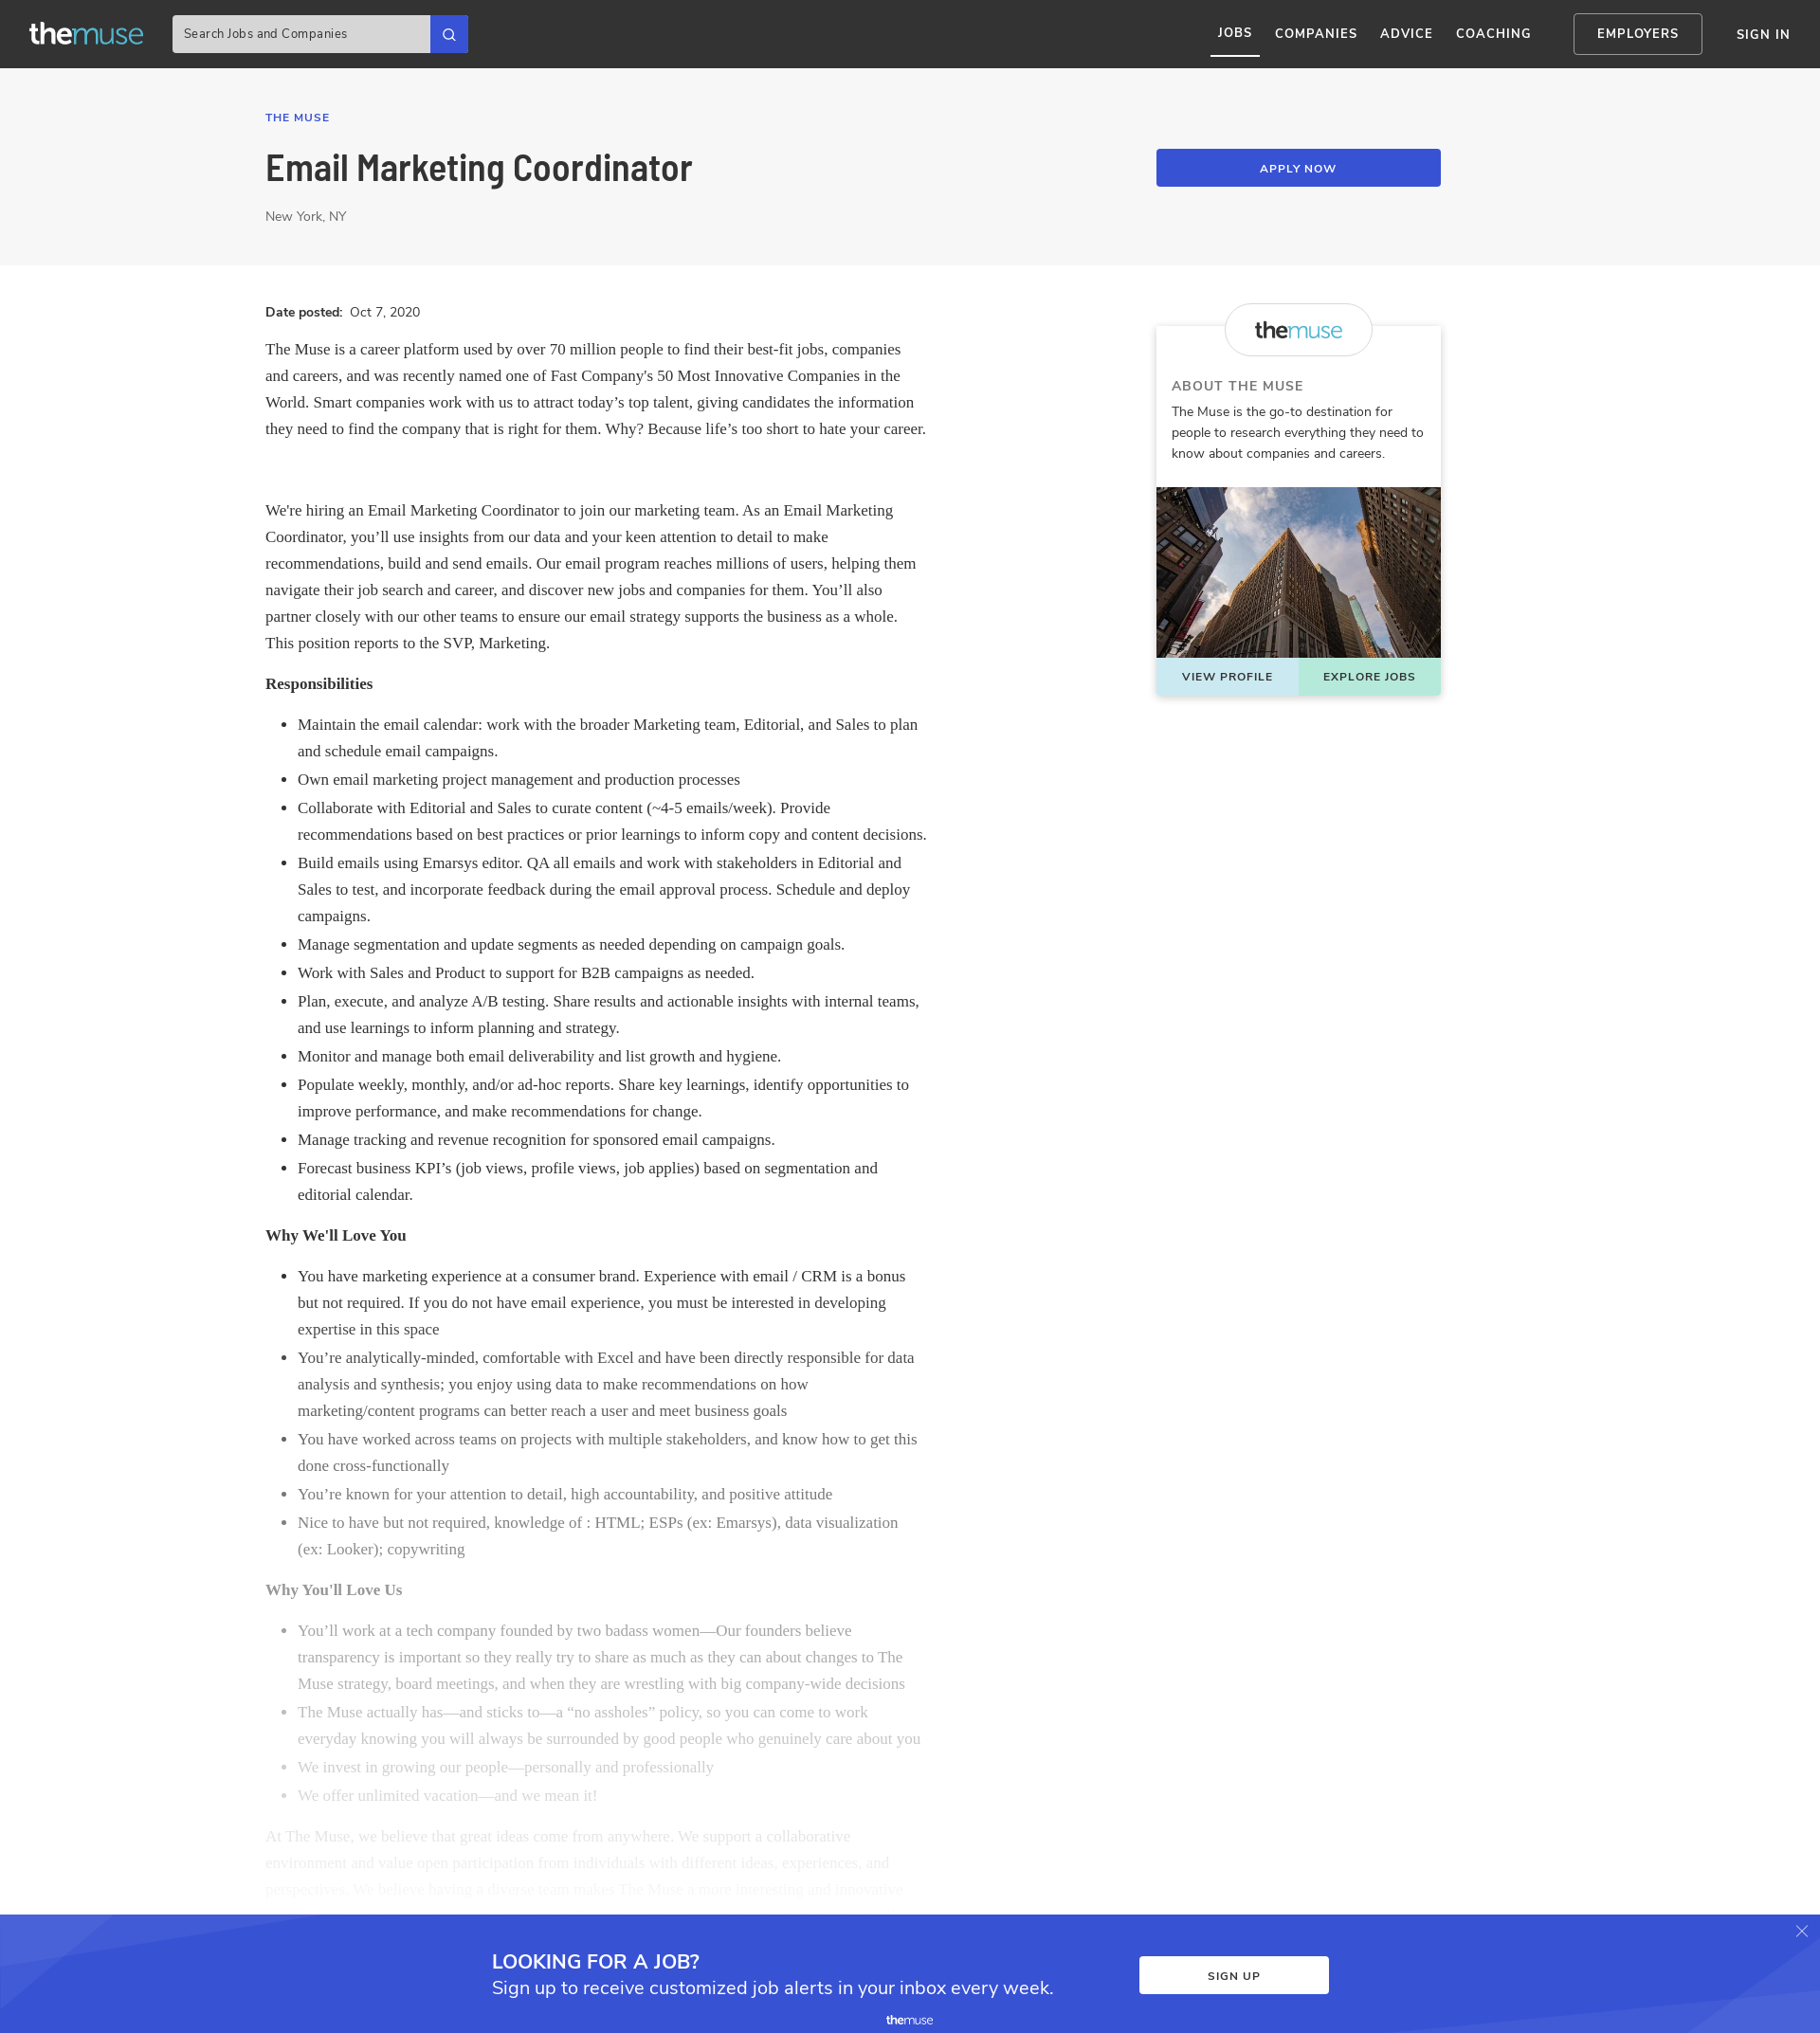 themuse
Search Jobs and Companies
JOBS
COMPANIES
ADVICE
COACHING
EMPLOYERS
SIGN IN
THE MUSE
Email Marketing Coordinator
APPLY NOW
New York, NY
Date posted: Oct 7, 2020
The Muse is a career platform used by over 70 million people to find their best-fit jobs, companies
and careers, and was recently named one of Fast Company's 50 Most Innovative Companies in the
World. Smart companies work with us to attract today’s top talent, giving candidates the information
they need to find the company that is right for them. Why? Because life’s too short to hate your career.
We're hiring an Email Marketing Coordinator to join our marketing team. As an Email Marketing
Coordinator, you’ll use insights from our data and your keen attention to detail to make
recommendations, build and send emails. Our email program reaches millions of users, helping them
navigate their job search and career, and discover new jobs and companies for them. You’ll also
partner closely with our other teams to ensure our email strategy supports the business as a whole.
This position reports to the SVP, Marketing.
Responsibilities
• Maintain the email calendar: work with the broader Marketing team, Editorial, and Sales to plan
and schedule email campaigns.
• Own email marketing project management and production processes
• Collaborate with Editorial and Sales to curate content (~4-5 emails/week). Provide
recommendations based on best practices or prior learnings to inform copy and content decisions.
• Build emails using Emarsys editor. QA all emails and work with stakeholders in Editorial and
Sales to test, and incorporate feedback during the email approval process. Schedule and deploy
campaigns.
• Manage segmentation and update segments as needed depending on campaign goals.
• Work with Sales and Product to support for B2B campaigns as needed.
• Plan, execute, and analyze A/B testing. Share results and actionable insights with internal teams,
and use learnings to inform planning and strategy.
• Monitor and manage both email deliverability and list growth and hygiene.
• Populate weekly, monthly, and/or ad-hoc reports. Share key learnings, identify opportunities to
improve performance, and make recommendations for change.
• Manage tracking and revenue recognition for sponsored email campaigns.
• Forecast business KPI’s (job views, profile views, job applies) based on segmentation and
editorial calendar.
Why We'll Love You
• You have marketing experience at a consumer brand. Experience with email / CRM is a bonus
but not required. If you do not have email experience, you must be interested in developing
expertise in this space
• You’re analytically-minded, comfortable with Excel and have been directly responsible for data
analysis and synthesis; you enjoy using data to make recommendations on how
marketing/content programs can better reach a user and meet business goals
• You have worked across teams on projects with multiple stakeholders, and know how to get this
done cross-functionally
• You’re known for your attention to detail, high accountability, and positive attitude
• Nice to have but not required, knowledge of : HTML; ESPs (ex: Emarsys), data visualization
(ex: Looker); copywriting
Why You'll Love Us
• You’ll work at a tech company founded by two badass women—Our founders believe
transparency is important so they really try to share as much as they can about changes to The
Muse strategy, board meetings, and when they are wrestling with big company-wide decisions
• The Muse actually has—and sticks to—a “no assholes” policy, so you can come to work
everyday knowing you will always be surrounded by good people who genuinely care about you
• We invest in growing our people—personally and professionally
• We offer unlimited vacation—and we mean it!
At The Muse, we believe that great ideas come from anywhere. We support a collaborative
environment and value open participation from individuals with different ideas, experiences, and
perspectives. We believe having a diverse team makes The Muse a more interesting and innovative
themuse
ABOUT THE MUSE
The Muse is the go-to destination for
people to research everything they need to
know about companies and careers.
VIEW PROFILE
EXPLORE JOBS
LOOKING FOR A JOB?
Sign up to receive customized job alerts in your inbox every week.
SIGN UP
themuse